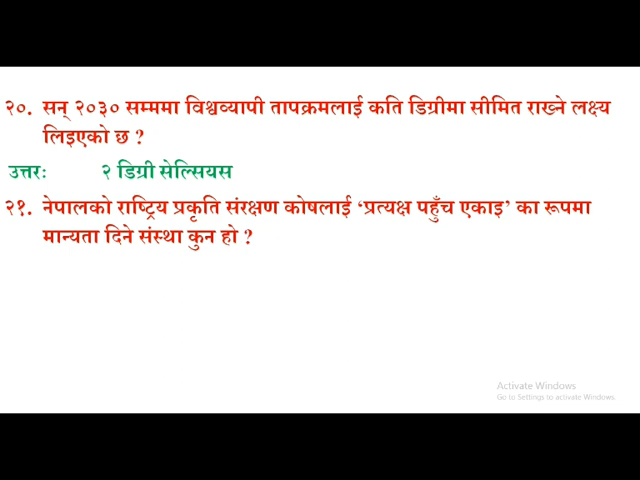 २०. सन् २०३० सम्ममा विश्वव्यापी तापक्रमलाई कति डिग्रीमा सीमित राख्ने लक्ष्य
लिइएको छ ?
उत्तरः २ डिग्री सेल्सियस
२१. नेपालको राष्ट्रिय प्रकृति संरक्षण कोषलाई ‘प्रत्यक्ष पहुँच एकाइ’ का रूपमा
मान्यता दिने संस्था कुन हो ?
Activate Windows
Go to Settings to activate Windows.